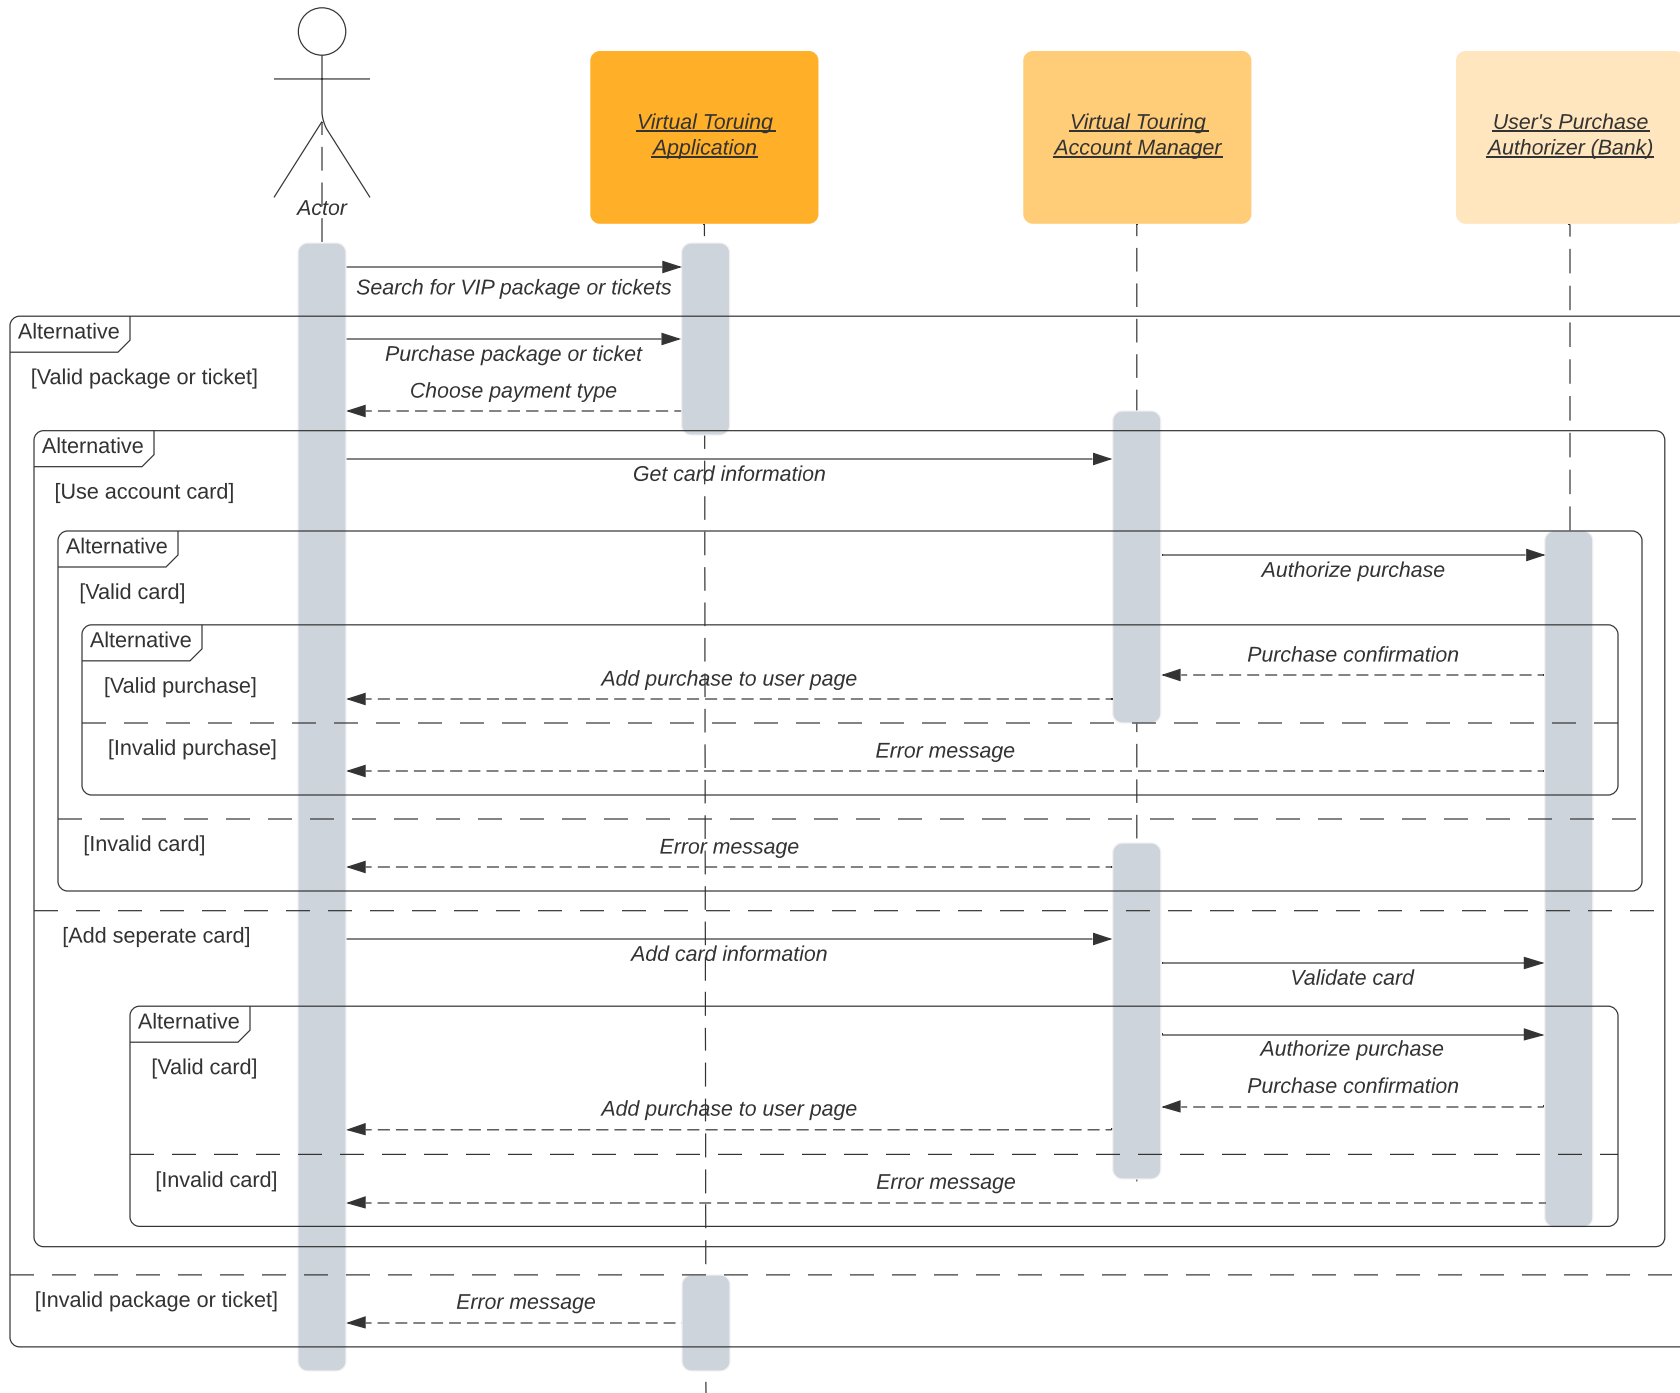 Virtual Toruing
Application
Virtual Touring
Account Manager
User's Purchase
Authorizer (Bank)
Actor
Search for VIP package or tickets
Alternative
Purchase package or ticket
[Valid package or ticket]
Choose payment type
Alternative
Get card information
[Use account card]
Alternative
Authorize purchase
[Valid card]
Alternative
Purchase confirmation
Add purchase to user page
[Valid purchase]
[Invalid purchase]
Error message
[Invalid card]
Error message
[Add seperate card]
Add card information
Validate card
Alternative
Authorize purchase
[Valid card]
Purchase confirmation
Add purchase to user page
[Invalid card]
Error message
[Invalid package or ticket]
Error message